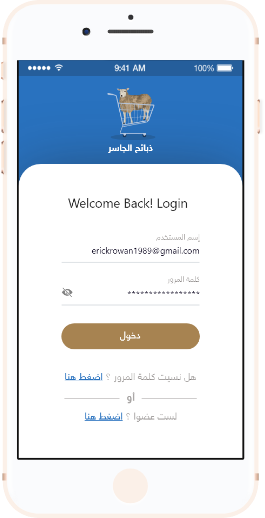 9:41 AM 100%
ذبائح الجاسر
Welcome Back! Login
إسم المستخدم
erickrowan1989@gmail.com
كلمة المرور
*****************
دخول
هل نسيت كلمة المرور ؟ اضغط هنا
او
لست عضوا ؟ اضغط هنا